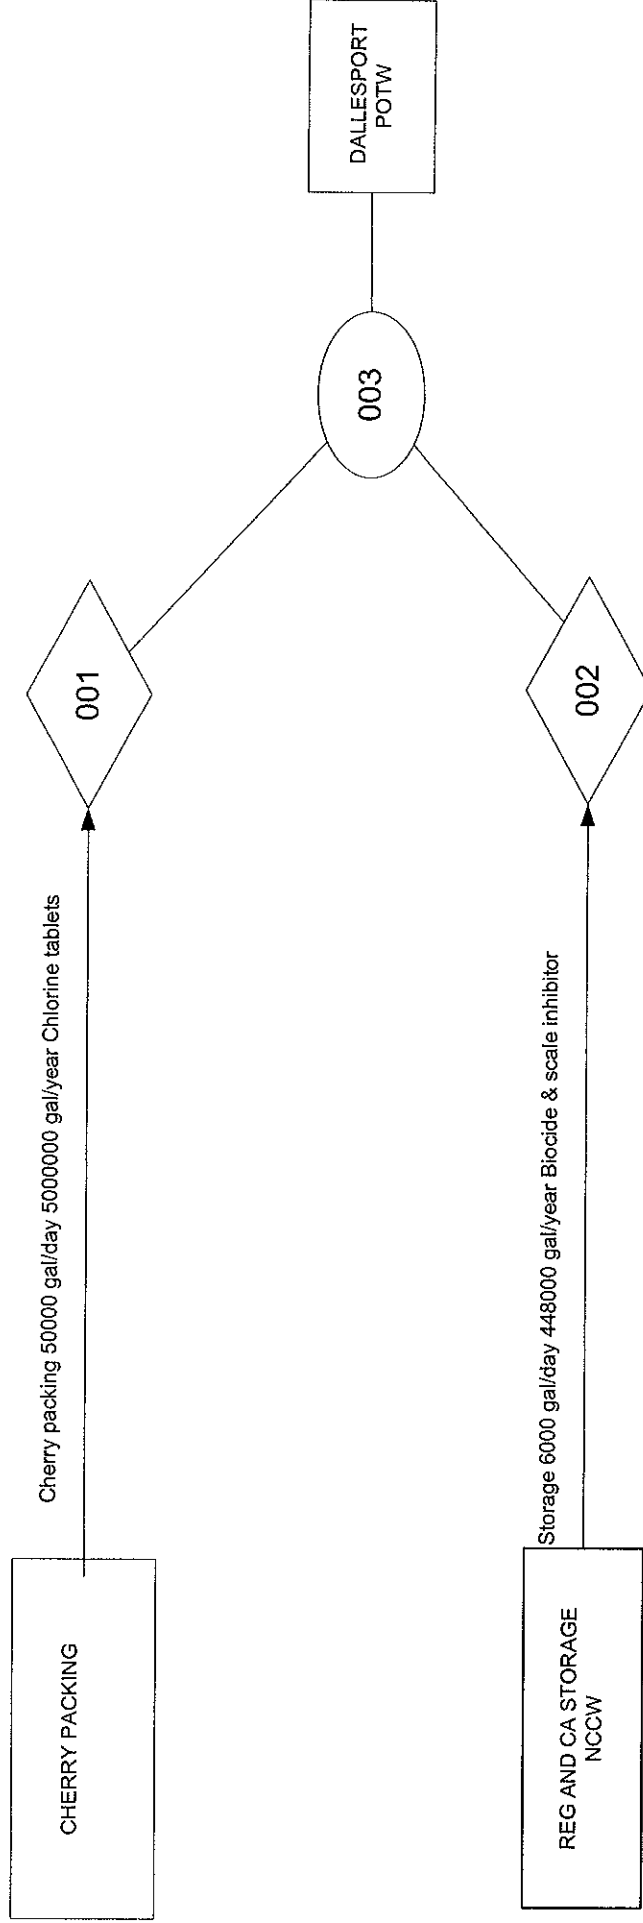 CHERRY PACKING
Cherry packing 50000 gal/day 5000000 gal/year Chlorine tablets
001
REG AND CA STORAGE
NCCW
Storage 6000 gal/day 448000 gal/year Biocide & scale inhibitor
002
003
DALLESPORT
POTW